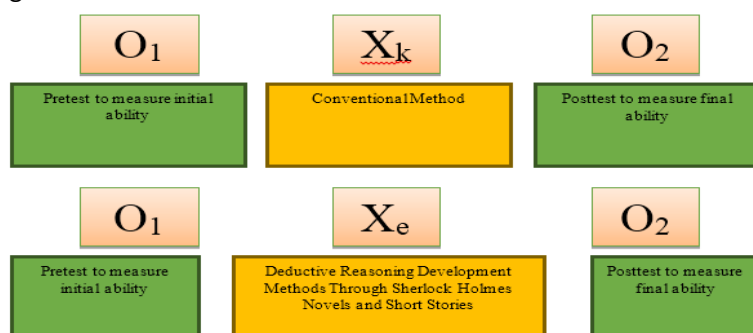 O1 Xk O2
Pretest to measure initial
ability
Conventional Method
Posttest to measure final
ability
O1 Xe O2
Pretest to measure
initial ability
Deductive Reasoning Development
Methods Through Sherlock Holmes
Novels and Short Stories
Posttest to measure
final ability